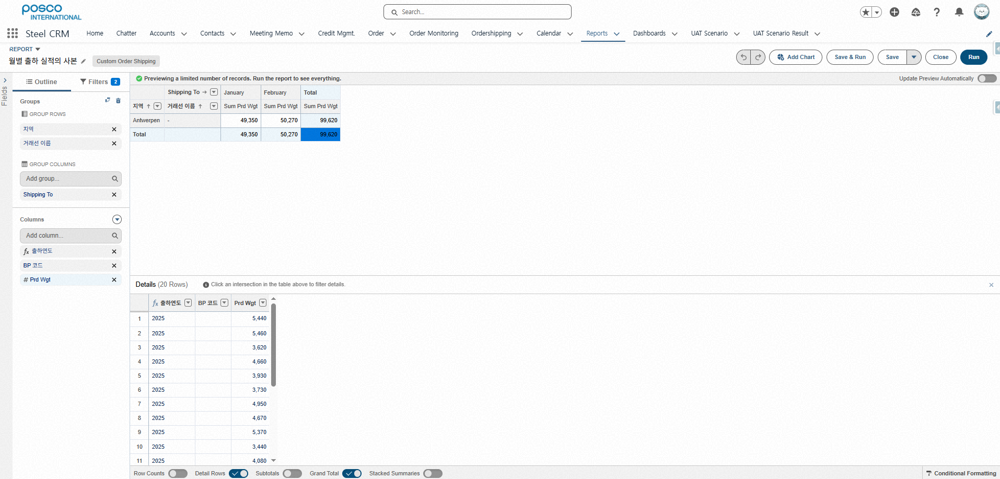 posco
INTERNATIONAL
Search...
Steel CRM
Home
Chatter
Accounts
Contacts
Meeting Memo
Credit Mgmt.
Order
Order Monitoring
Ordershipping
Calendar
Reports
Dashboards
UAT Scenario
UAT Scenario Result
REPORT
월별 출하 실적의 사본
Custom Order Shipping
Add Chart
Save & Run
Save
Close
Run
Fields
Outline
Filters 2
Previewing a limited number of records. Run the report to see everything.
Update Preview Automatically
Groups
GROUP ROWS
지역
거래선 이름
GROUP COLUMNS
Add group...
Shipping To
Columns
Add column...
fx 출하연도
BP 코드
# Prd Wgt
Shipping To → January February Total
지역 ↑ 거래선 이름 ↑ Sum Prd Wgt Sum Prd Wgt Sum Prd Wgt
Antwerpen - 49,350 50,270 99,620
Total 49,350 50,270 99,620
Details (20 Rows)
Click an intersection in the table above to filter details.
fx 출하연도 BP 코드 Prd Wgt
1 2025 5,440
2 2025 5,460
3 2025 3,620
4 2025 4,660
5 2025 3,930
6 2025 3,730
7 2025 4,950
8 2025 4,670
9 2025 5,370
10 2025 3,440
11 2025 4,080
Row Counts
Detail Rows
Subtotals
Grand Total
Stacked Summaries
Conditional Formatting